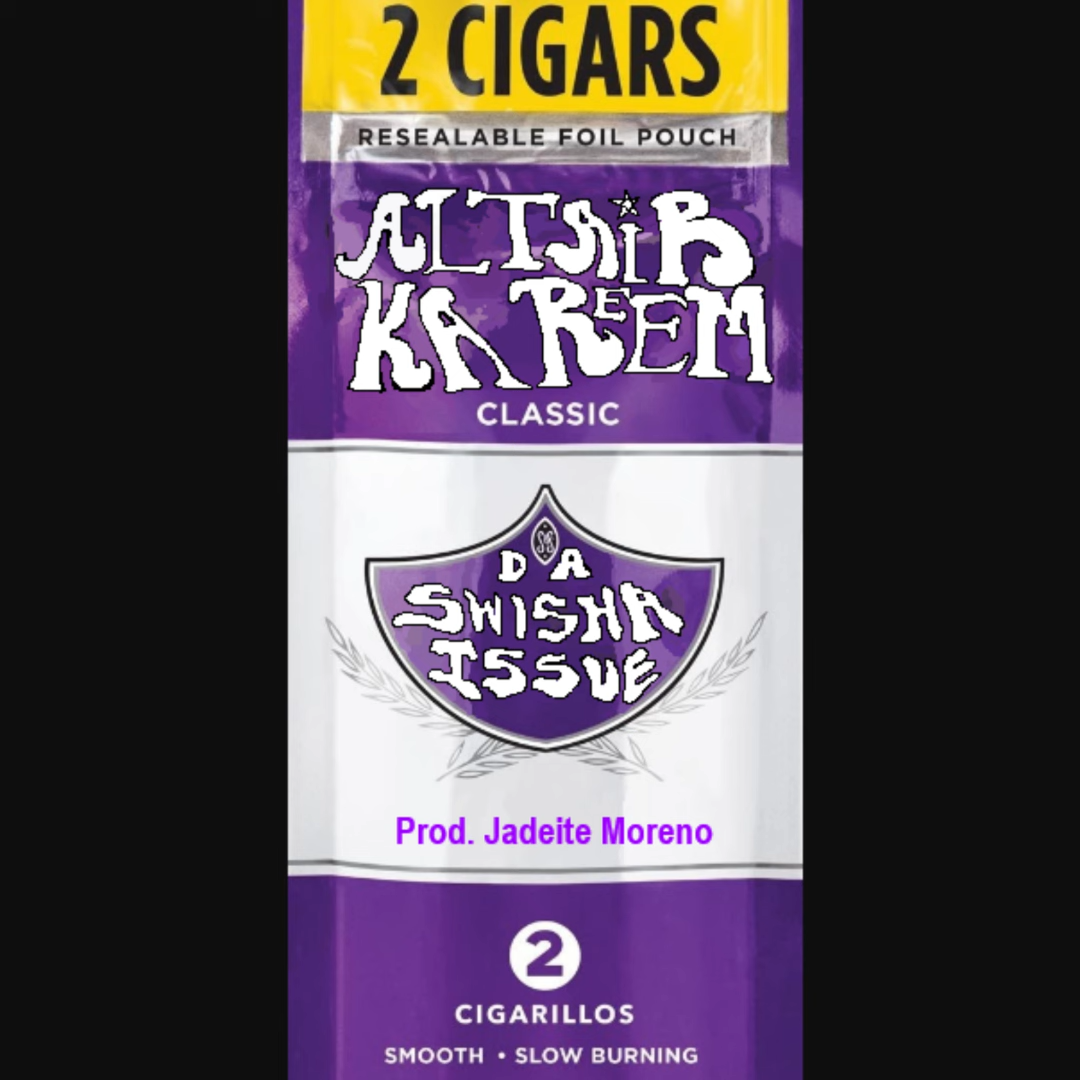 2 CIGARS
RESEALABLE FOIL POUCH
ALTAiR
KAREEM
CLASSIC
DA
SWISHA
ISSUE
Prod. Jadeite Moreno
2
CIGARILLOS
SMOOTH • SLOW BURNING